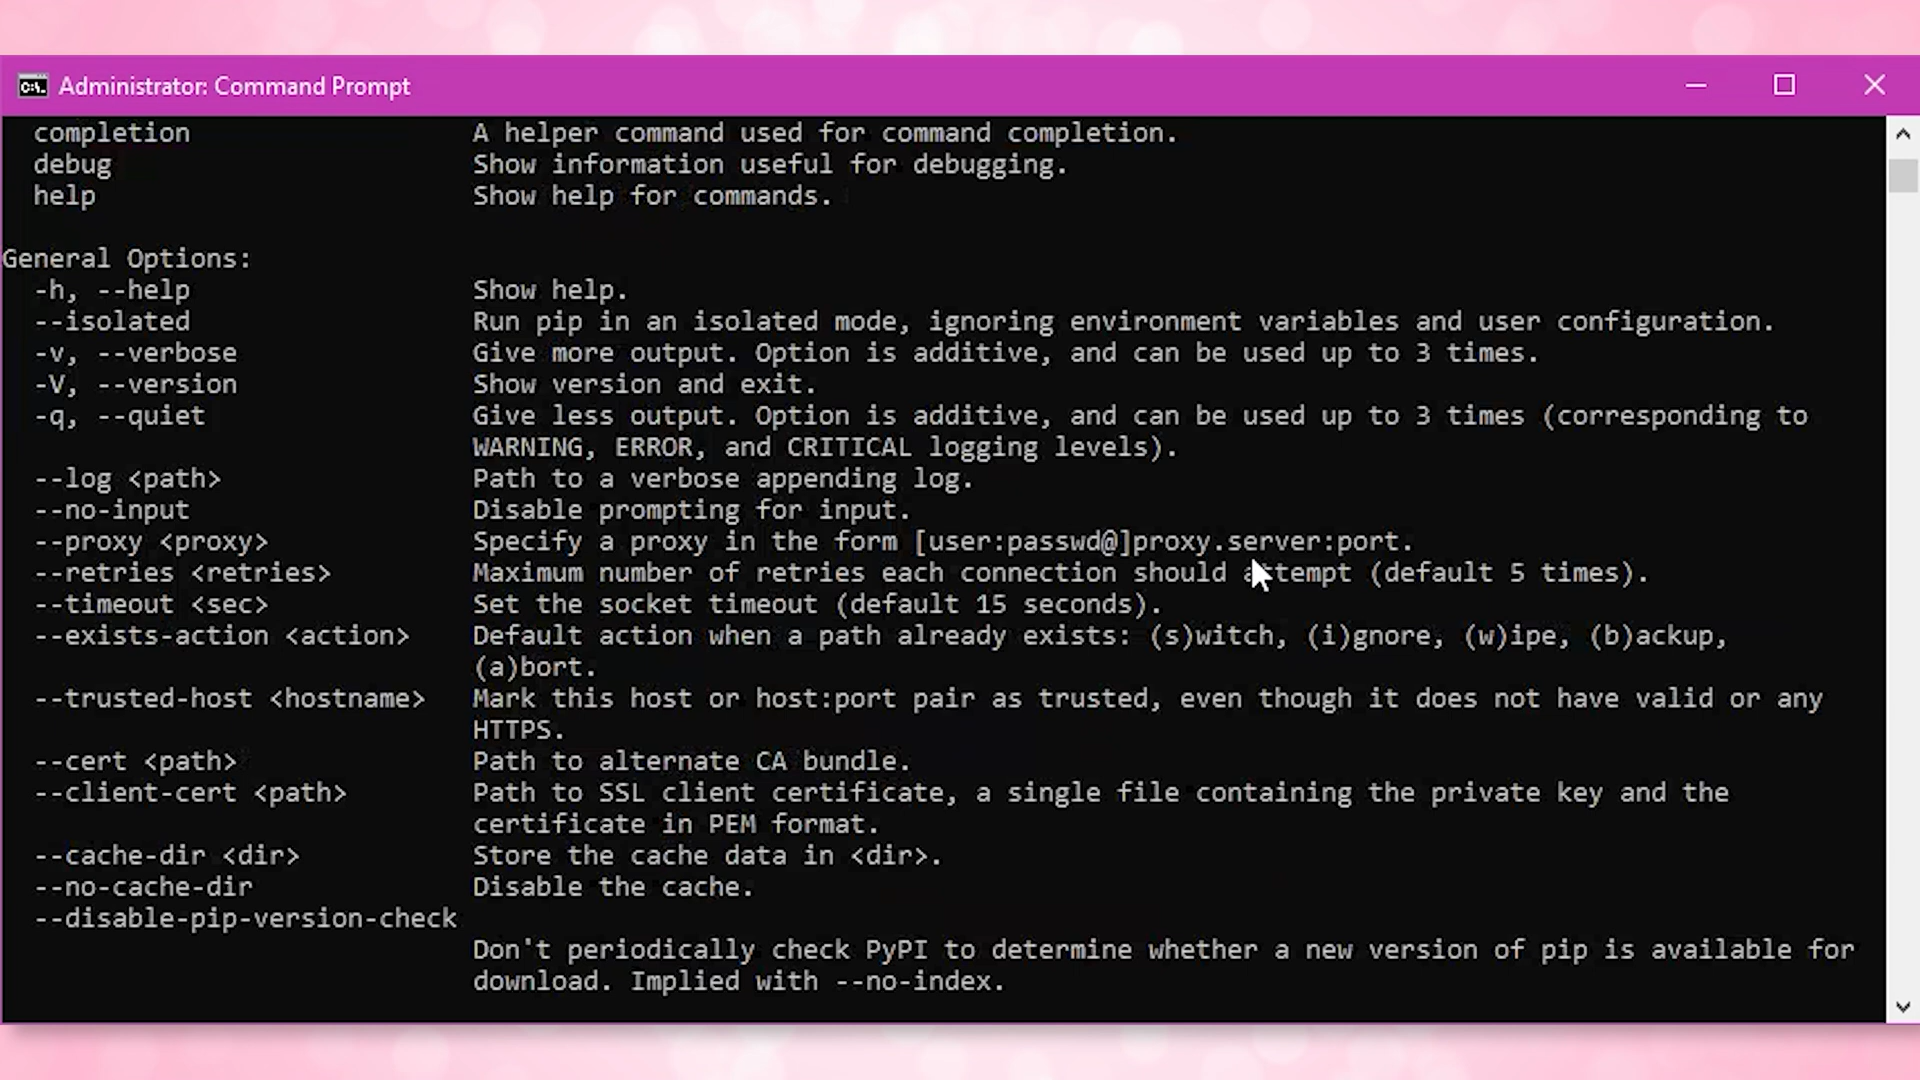 Administrator: Command Prompt
completion A helper command used for command completion.
debug Show information useful for debugging.
help Show help for commands.
General Options:
-h, --help Show help.
--isolated Run pip in an isolated mode, ignoring environment variables and user configuration.
-v, --verbose Give more output. Option is additive, and can be used up to 3 times.
-V, --version Show version and exit.
-q, --quiet Give less output. Option is additive, and can be used up to 3 times (corresponding to
WARNING, ERROR, and CRITICAL logging levels).
--log <path> Path to a verbose appending log.
--no-input Disable prompting for input.
--proxy <proxy> Specify a proxy in the form [user:passwd@]proxy.server:port.
--retries <retries> Maximum number of retries each connection should attempt (default 5 times).
--timeout <sec> Set the socket timeout (default 15 seconds).
--exists-action <action> Default action when a path already exists: (s)witch, (i)gnore, (w)ipe, (b)ackup,
(a)bort.
--trusted-host <hostname> Mark this host or host:port pair as trusted, even though it does not have valid or any
HTTPS.
--cert <path> Path to alternate CA bundle.
--client-cert <path> Path to SSL client certificate, a single file containing the private key and the
certificate in PEM format.
--cache-dir <dir> Store the cache data in <dir>.
--no-cache-dir Disable the cache.
--disable-pip-version-check
Don't periodically check PyPI to determine whether a new version of pip is available for
download. Implied with --no-index.